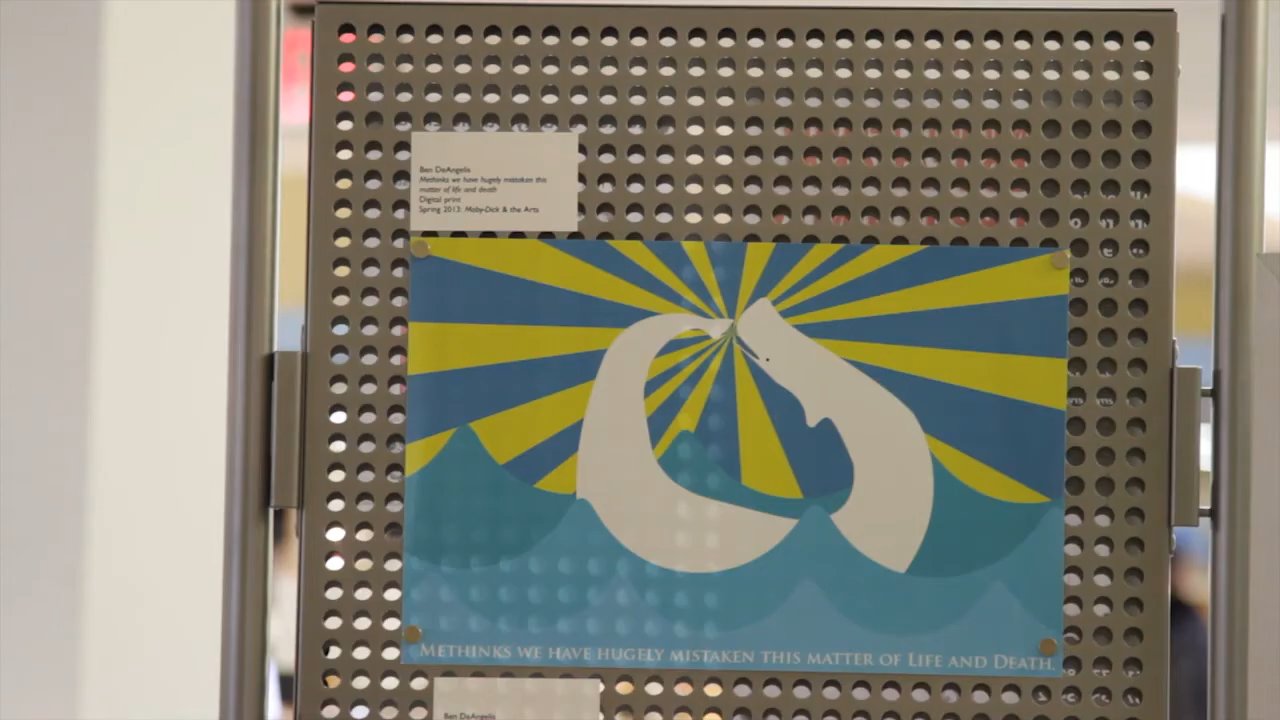 Ben DeAngelis
Methinks we have hugely mistaken this
matter of life and death
Digital print
Spring 2013: Moby-Dick & the Arts
Methinks we have hugely mistaken this matter of Life and Death.
Ben DeAngelis